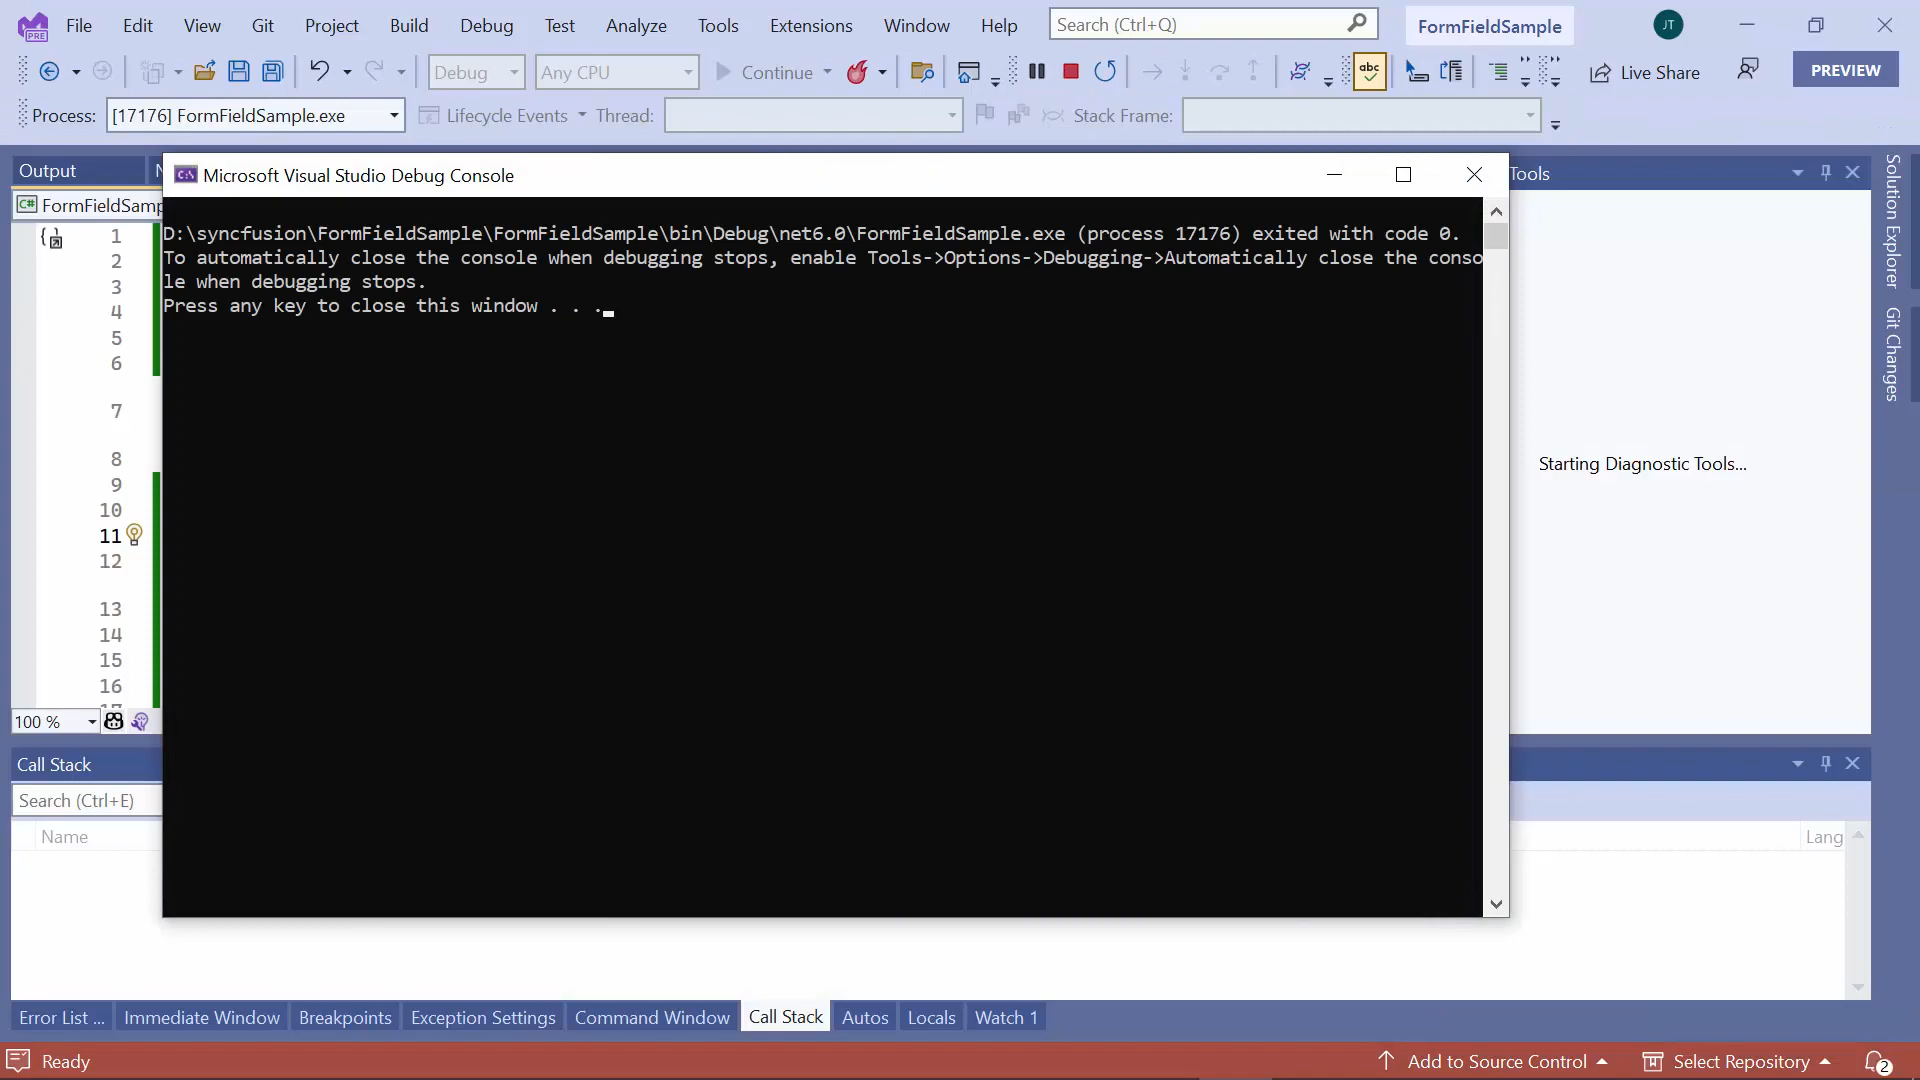 File Edit View Git Project Build Debug Test Analyze Tools Extensions Window Help Search (Ctrl+Q) FormFieldSample JT
PRE
Debug Any CPU Continue abc Live Share PREVIEW
Process: [17176] FormFieldSample.exe Lifecycle Events Thread: Stack Frame:
Output
Microsoft Visual Studio Debug Console
Tools
C# FormFieldSamp
D:\syncfusion\FormFieldSample\FormFieldSample\bin\Debug\net6.0\FormFieldSample.exe (process 17176) exited with code 0.
To automatically close the console when debugging stops, enable Tools->Options->Debugging->Automatically close the conso
le when debugging stops.
Press any key to close this window . . .
1
2
3
4
5
6
7
8
9
10
11
12
13
14
15
16
Starting Diagnostic Tools...
Solution Explorer
Git Changes
100 %
Call Stack
Search (Ctrl+E)
Name Lang
Error List ... Immediate Window Breakpoints Exception Settings Command Window Call Stack Autos Locals Watch 1
Ready Add to Source Control Select Repository 2